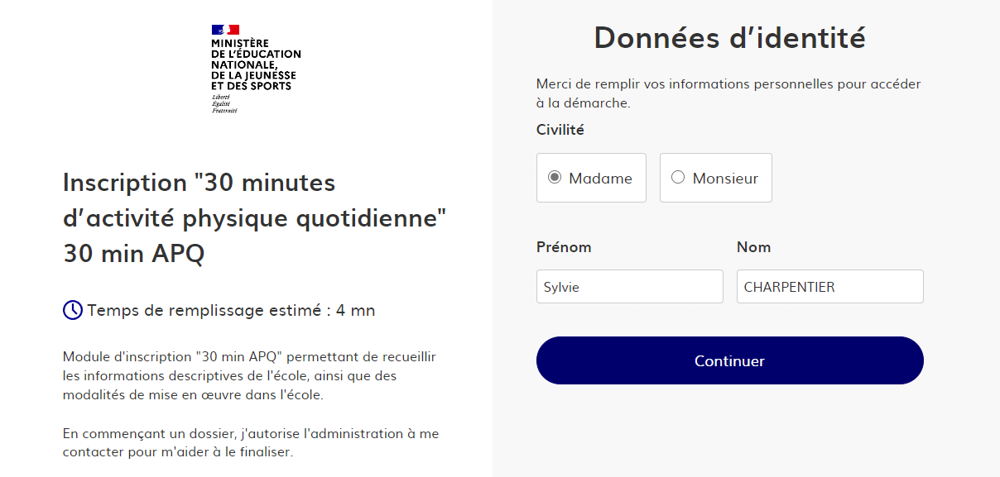 MINISTÈRE
DE L'ÉDUCATION
NATIONALE,
DE LA JEUNESSE
ET DES SPORTS
Liberté
Égalité
Fraternité
Inscription "30 minutes
d’activité physique quotidienne"
30 min APQ
Temps de remplissage estimé : 4 mn
Module d'inscription "30 min APQ" permettant de recueillir
les informations descriptives de l'école, ainsi que des
modalités de mise en œuvre dans l'école.
En commençant un dossier, j'autorise l'administration à me
contacter pour m'aider à le finaliser.
Données d’identité
Merci de remplir vos informations personnelles pour accéder
à la démarche.
Civilité
Madame Monsieur
Prénom Nom
Sylvie CHARPENTIER
Continuer